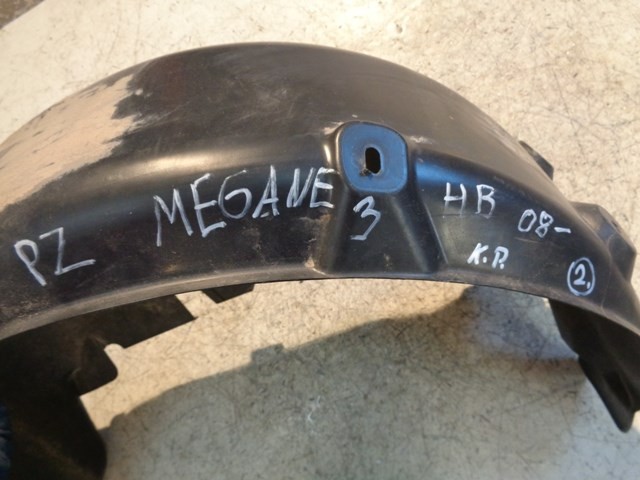 PZ MEGANE 3 HB 08-
K.P. 2.